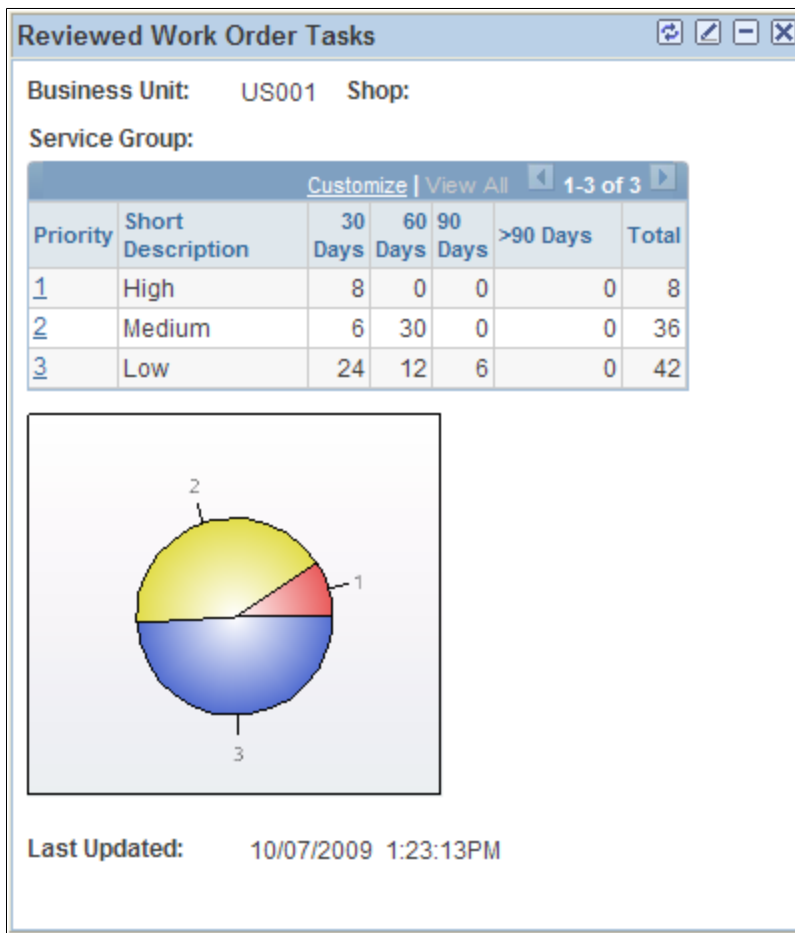 Reviewed Work Order Tasks
Business Unit: US001 Shop:
Service Group:
Customize | View All 1-3 of 3
Priority Short Description 30 Days 60 Days 90 Days >90 Days Total
1 High 8 0 0 0 8
2 Medium 6 30 0 0 36
3 Low 24 12 6 0 42
2
1
3
Last Updated: 10/07/2009 1:23:13PM